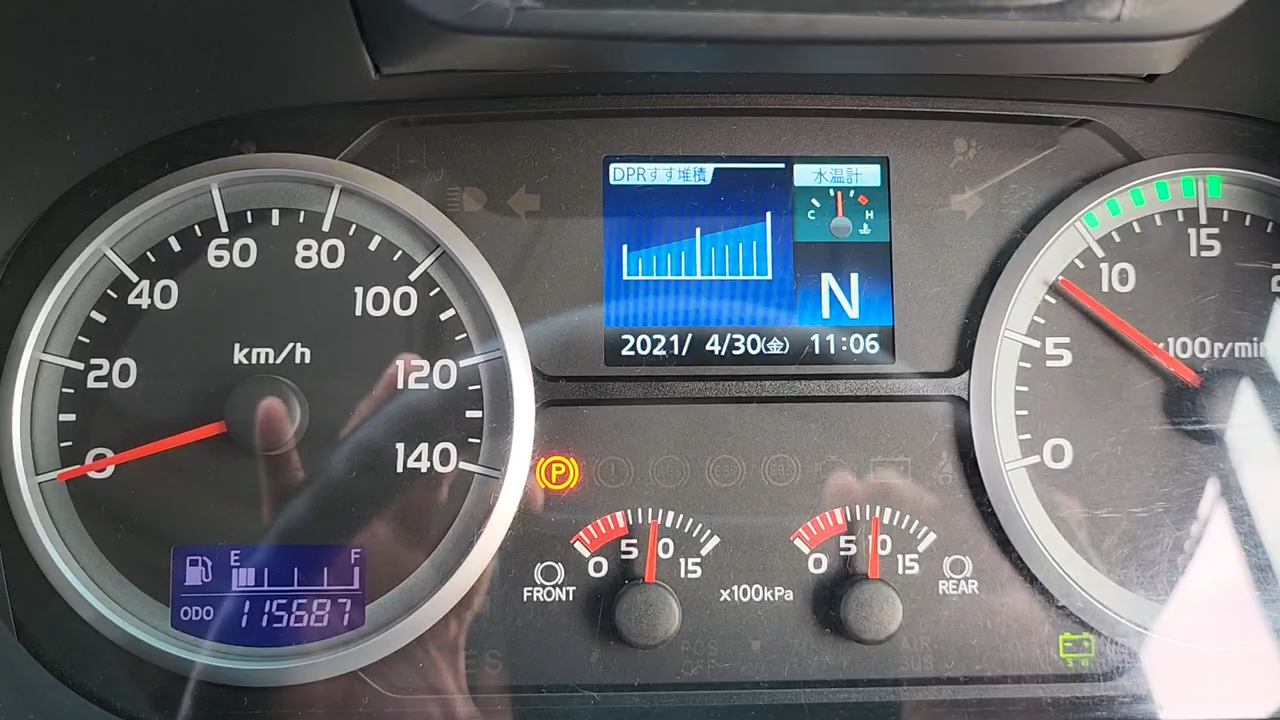 DPRすす堆積
水温計
C H
N
2021/ 4/30(金) 11:06
0 20 40 60 80 100 120 140
km/h
E F
ODO 115687
P
0 5 10 15
x100r/min
FRONT
0 5 10 15
x100kPa
0 5 10 15
REAR